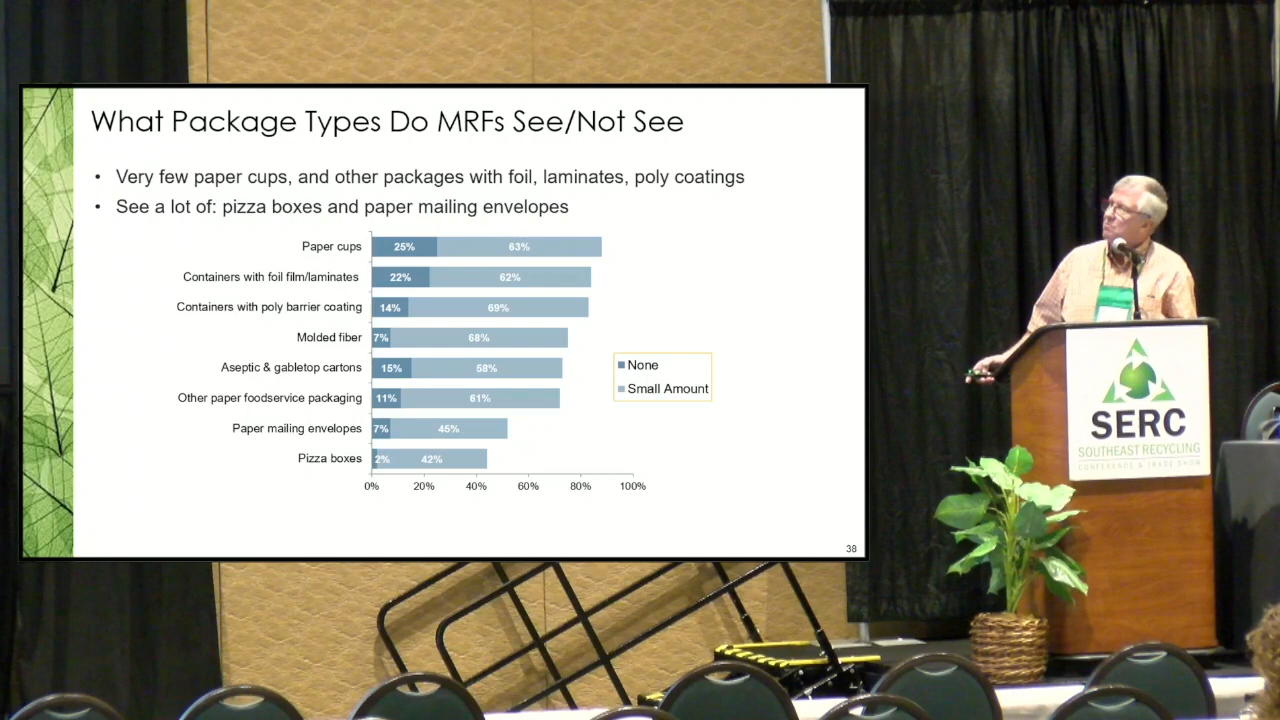 What Package Types Do MRFs See/Not See
• Very few paper cups, and other packages with foil, laminates, poly coatings
• See a lot of: pizza boxes and paper mailing envelopes
Paper cups 25% 63%
Containers with foil film/laminates 22% 62%
Containers with poly barrier coating 14% 69%
Molded fiber 7% 68%
Aseptic & gabletop cartons 15% 58%
Other paper foodservice packaging 11% 61%
Paper mailing envelopes 7% 45%
Pizza boxes 2% 42%
0% 20% 40% 60% 80% 100%
None
Small Amount
38
SERC
SOUTHEAST RECYCLING
CONFERENCE & TRADE SHOW